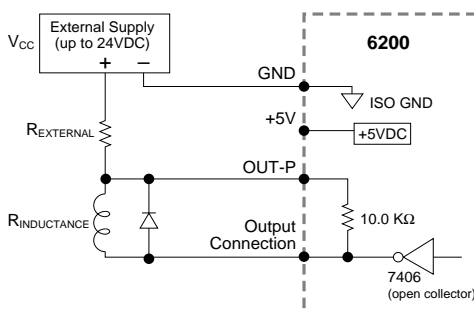 External Supply
(up to 24VDC)
VCC
+ −
6200
GND
ISO GND
+5V
+5VDC
REXTERNAL
OUT-P
RINDUCTANCE
10.0 KΩ
Output
Connection
7406
(open collector)